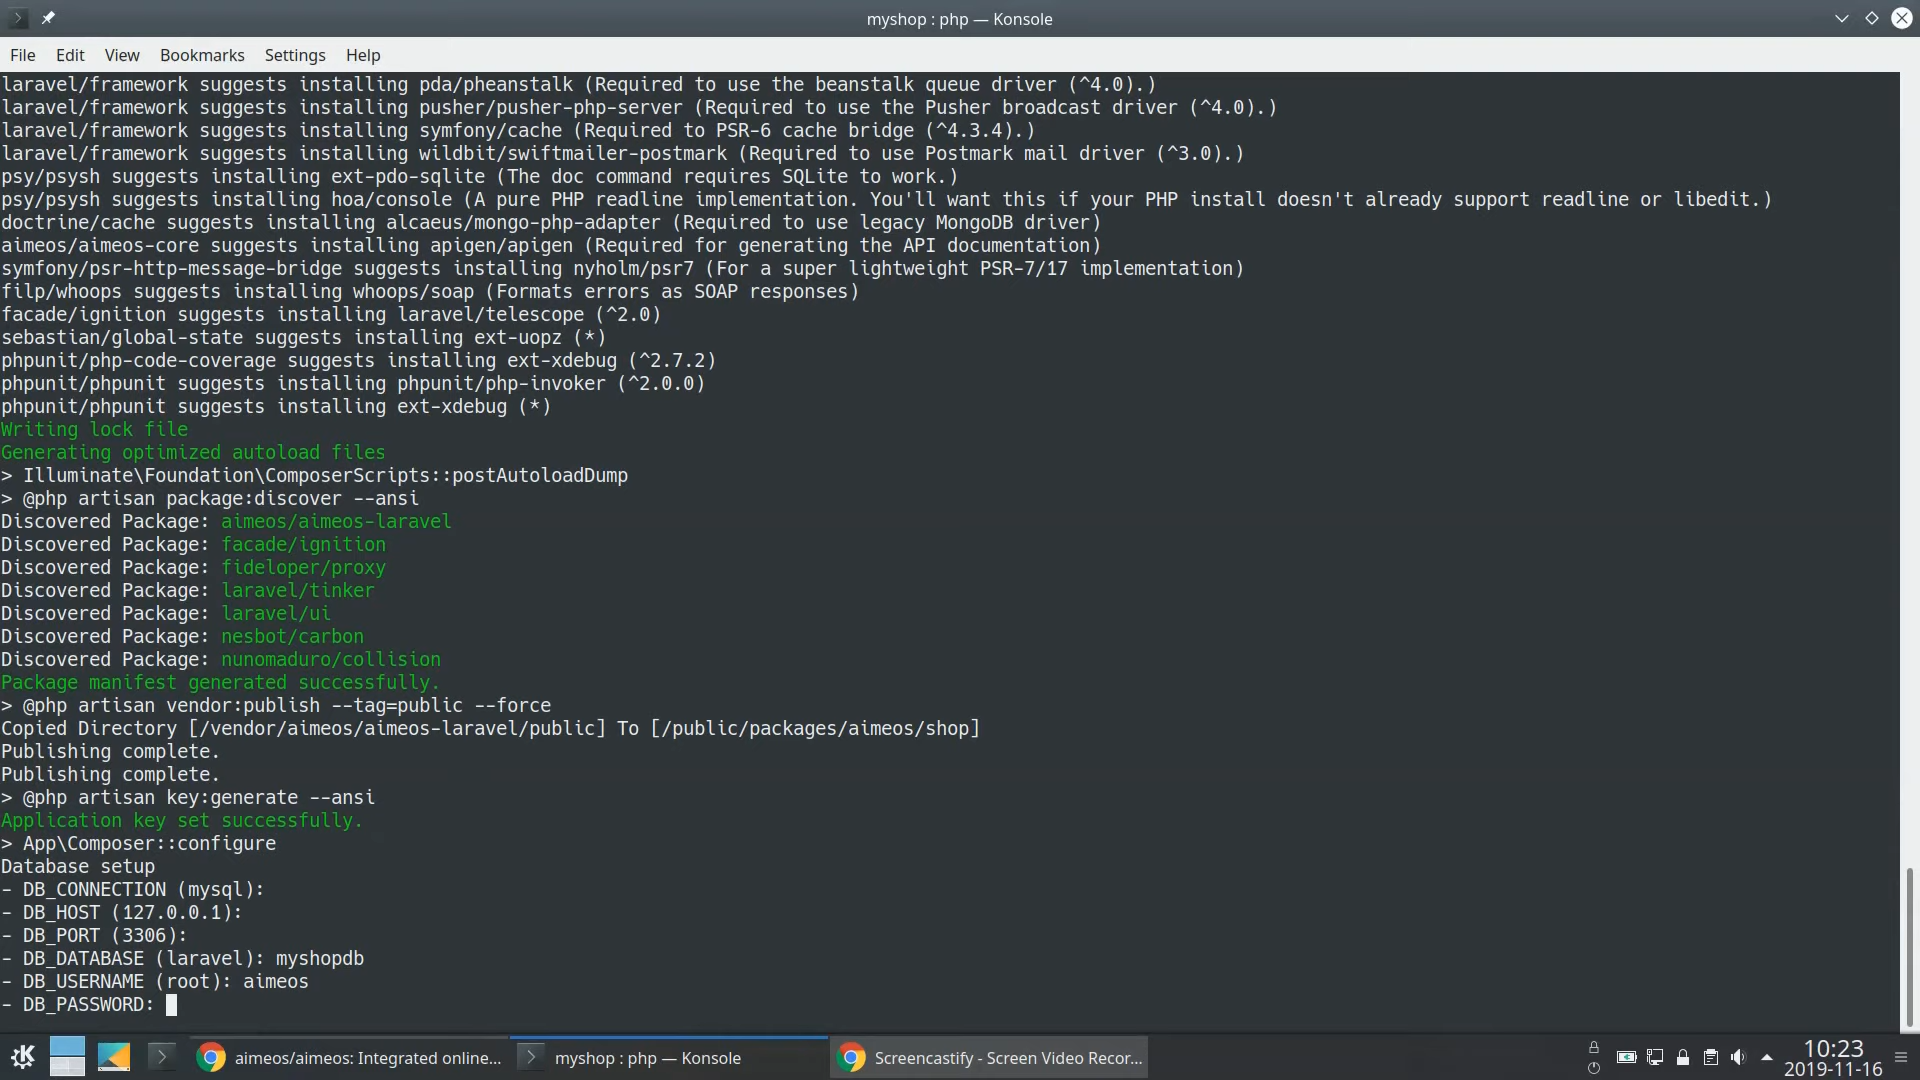 myshop : php — Konsole
File Edit View Bookmarks Settings Help
laravel/framework suggests installing pda/pheanstalk (Required to use the beanstalk queue driver (^4.0).)
laravel/framework suggests installing pusher/pusher-php-server (Required to use the Pusher broadcast driver (^4.0).)
laravel/framework suggests installing symfony/cache (Required to PSR-6 cache bridge (^4.3.4).)
laravel/framework suggests installing wildbit/swiftmailer-postmark (Required to use Postmark mail driver (^3.0).)
psy/psysh suggests installing ext-pdo-sqlite (The doc command requires SQLite to work.)
psy/psysh suggests installing hoa/console (A pure PHP readline implementation. You'll want this if your PHP install doesn't already support readline or libedit.)
doctrine/cache suggests installing alcaeus/mongo-php-adapter (Required to use legacy MongoDB driver)
aimeos/aimeos-core suggests installing apigen/apigen (Required for generating the API documentation)
symfony/psr-http-message-bridge suggests installing nyholm/psr7 (For a super lightweight PSR-7/17 implementation)
filp/whoops suggests installing whoops/soap (Formats errors as SOAP responses)
facade/ignition suggests installing laravel/telescope (^2.0)
sebastian/global-state suggests installing ext-uopz (*)
phpunit/php-code-coverage suggests installing ext-xdebug (^2.7.2)
phpunit/phpunit suggests installing phpunit/php-invoker (^2.0.0)
phpunit/phpunit suggests installing ext-xdebug (*)
Writing lock file
Generating optimized autoload files
> Illuminate\Foundation\ComposerScripts::postAutoloadDump
> @php artisan package:discover --ansi
Discovered Package: aimeos/aimeos-laravel
Discovered Package: facade/ignition
Discovered Package: fideloper/proxy
Discovered Package: laravel/tinker
Discovered Package: laravel/ui
Discovered Package: nesbot/carbon
Discovered Package: nunomaduro/collision
Package manifest generated successfully.
> @php artisan vendor:publish --tag=public --force
Copied Directory [/vendor/aimeos/aimeos-laravel/public] To [/public/packages/aimeos/shop]
Publishing complete.
Publishing complete.
> @php artisan key:generate --ansi
Application key set successfully.
> App\Composer::configure
Database setup
- DB_CONNECTION (mysql):
- DB_HOST (127.0.0.1):
- DB_PORT (3306):
- DB_DATABASE (laravel): myshopdb
- DB_USERNAME (root): aimeos
- DB_PASSWORD:
aimeos/aimeos: Integrated online... myshop : php — Konsole Screencastify - Screen Video Recor... 10:23
2019-11-16